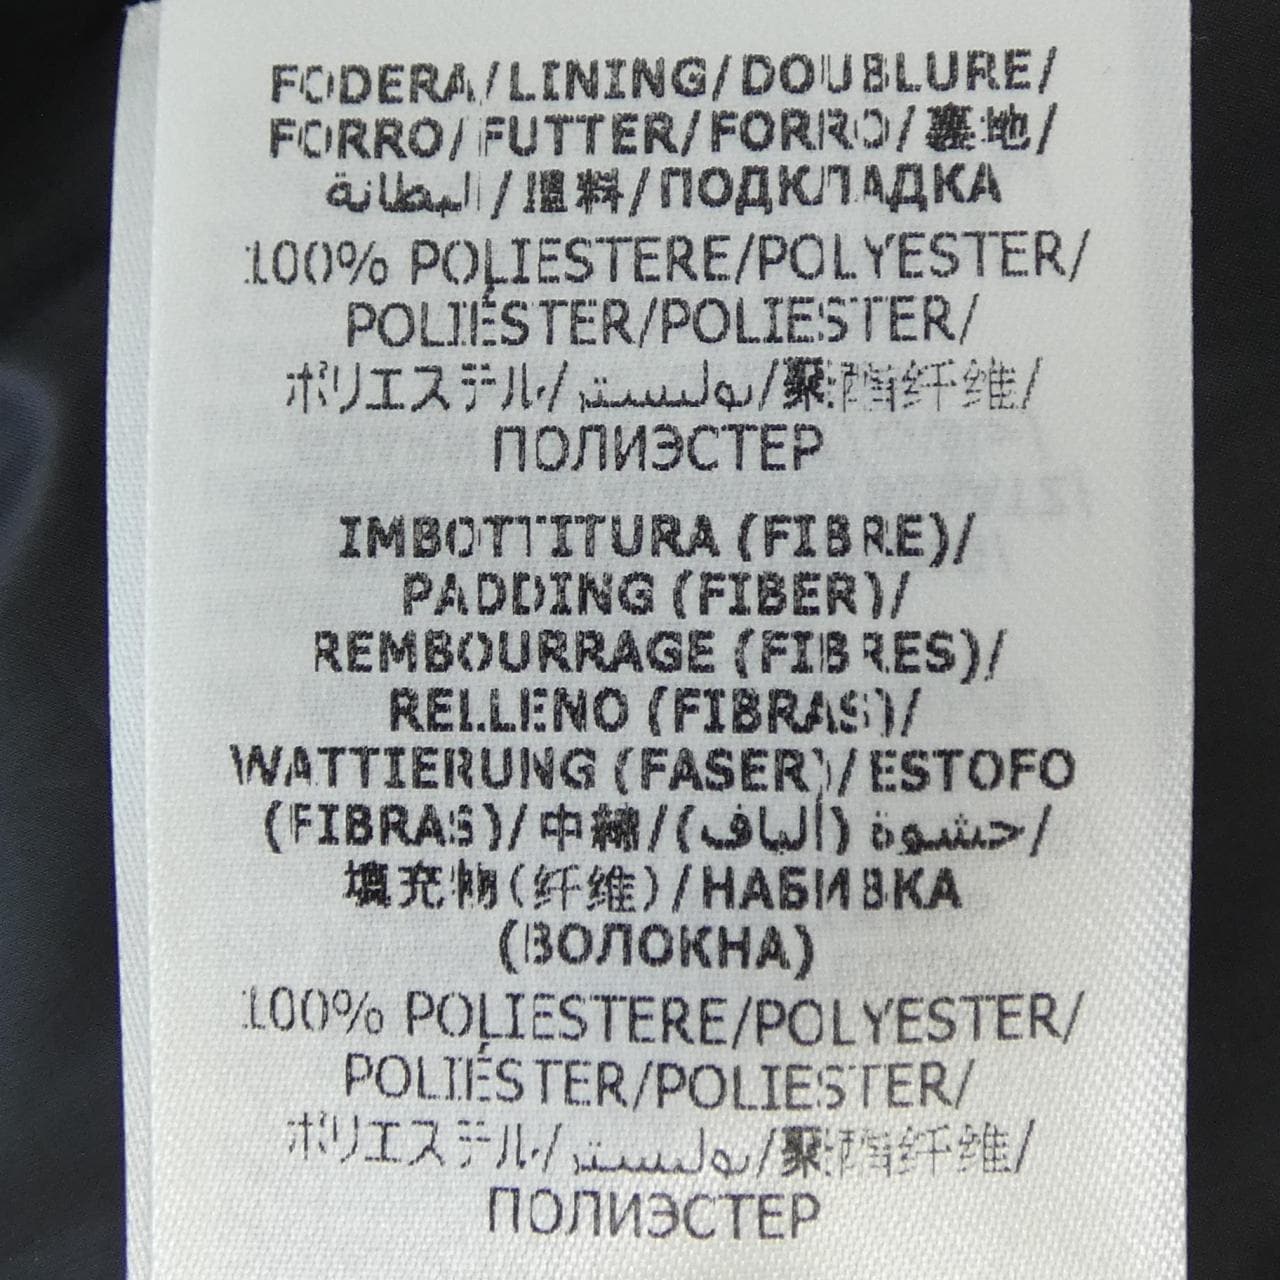 FODERA/LINING/DOUBLURE/
FORRO/FUTTER/FORRO/裏地/
البطانة/里料/ПОДКЛАДКА
100% POLIESTERE/POLYESTER/
POLIÉSTER/POLIESTER/
ポリエステル/بوليستر/聚酯纤维/
ПОЛИЭСТЕР
IMBOTTITURA (FIBRE)/
PADDING (FIBER)/
REMBOURRAGE (FIBRES)/
RELLENO (FIBRAS)/
WATTIERUNG (FASER)/ESTOFO
(FIBRAS)/中綿/حشوة (ألياف)/
填充物(纤维)/НАБИВКА
(ВОЛОКНА)
100% POLIESTERE/POLYESTER/
POLIÉSTER/POLIESTER/
ポリエステル/بوليستر/聚酯纤维/
ПОЛИЭСТЕР